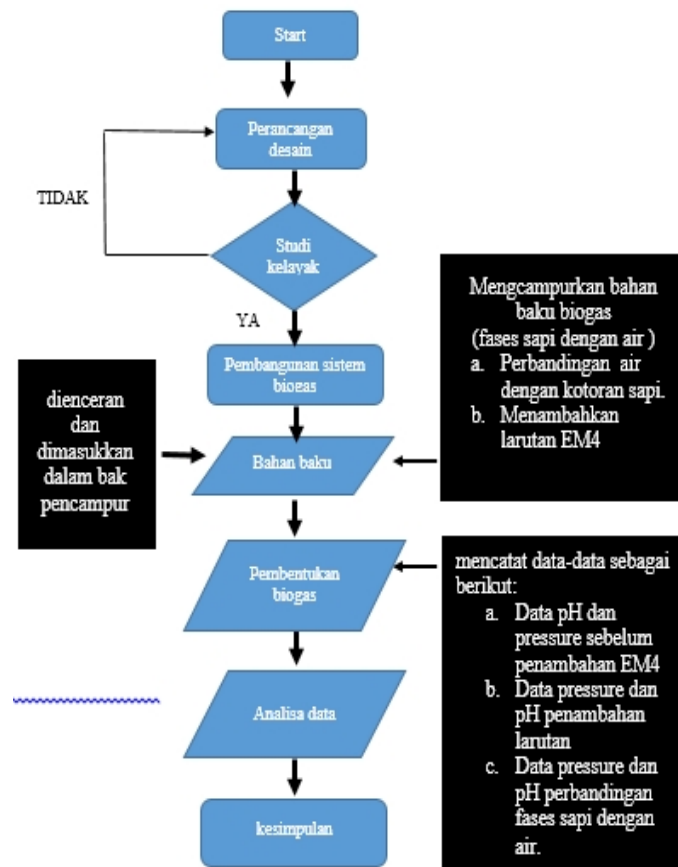 Start
Perancangan
desain
TIDAK
Studi
kelayak
YA
Pembangunan sistem
biogas
Mengcampurkan bahan
baku biogas
(fases sapi dengan air )
a. Perbandingan air
dengan kotoran sapi.
b. Menambahkan
larutan EM4
dienceran
dan
dimasukkan
dalam bak
pencampur
Bahan baku
Pembentukan
biogas
mencatat data-data sebagai
berikut:
a. Data pH dan
pressure sebelum
penambahan EM4
b. Data pressure dan
pH penambahan
larutan
c. Data pressure dan
pH perbandingan
fases sapi dengan
air.
Analisa data
kesimpulan